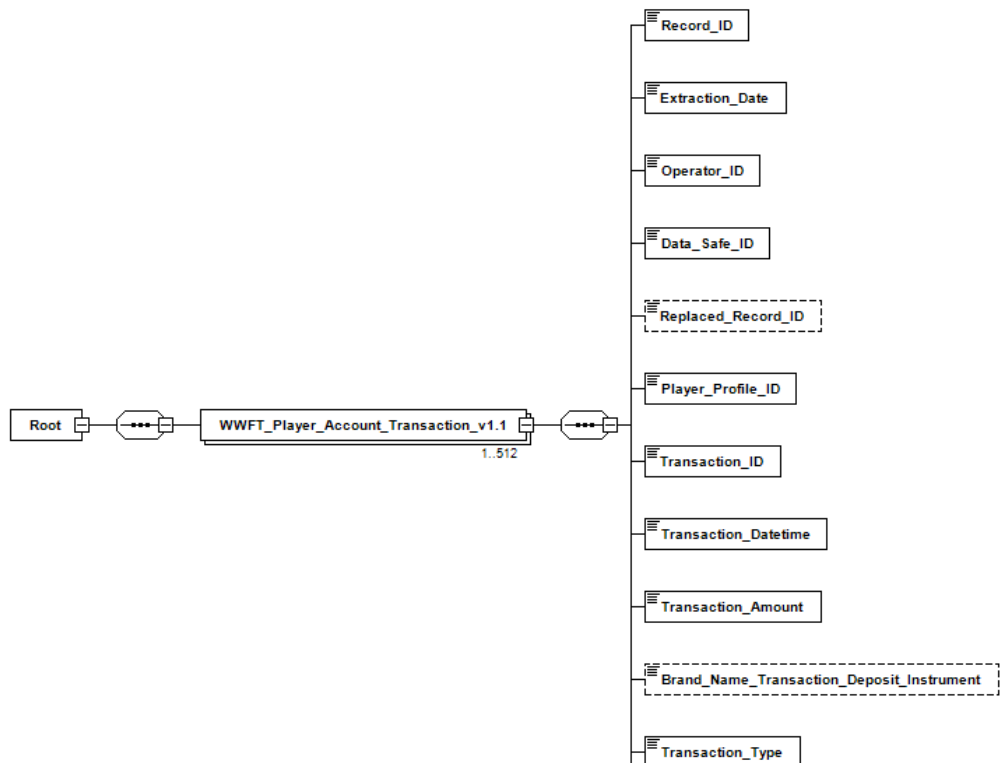 Record_ID
Extraction_Date
Operator_ID
Data_Safe_ID
Replaced_Record_ID
Player_Profile_ID
Root
WWFT_Player_Account_Transaction_v1.1
1..512
Transaction_ID
Transaction_Datetime
Transaction_Amount
Brand_Name_Transaction_Deposit_Instrument
Transaction_Type